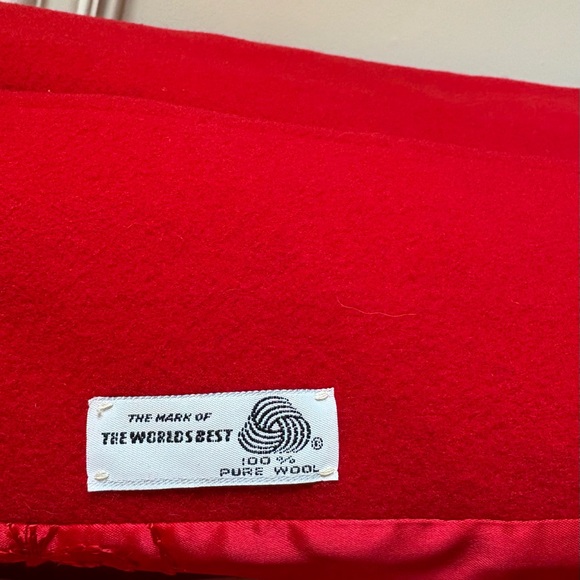 THE MARK OF
THE WORLDS BEST
®
100%
PURE WOOL